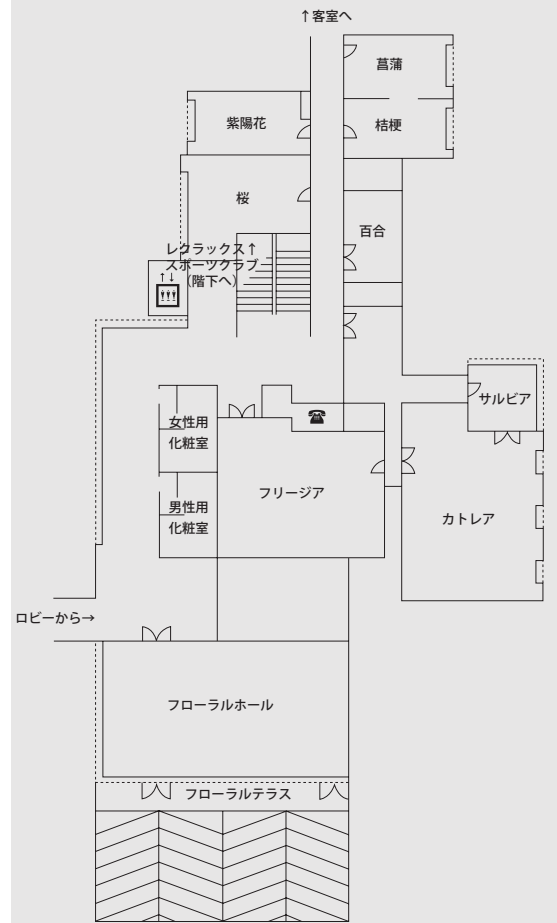 ↑客室へ
菖蒲
紫陽花
桔梗
桜
百合
レクラックス↑
スポーツクラブ
(階下へ)
↑↓
サルビア
女性用
化粧室
フリージア
カトレア
男性用
化粧室
ロビーから→
フローラルホール
フローラルテラス